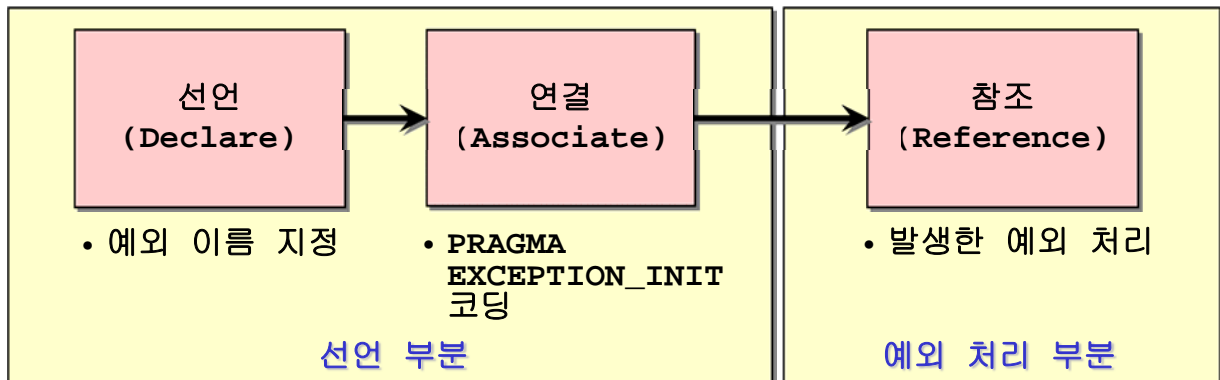 선언
(Declare)
연결
(Associate)
참조
(Reference)
• 예외 이름 지정
• PRAGMA
EXCEPTION_INIT
코딩
• 발생한 예외 처리
선언 부분
예외 처리 부분